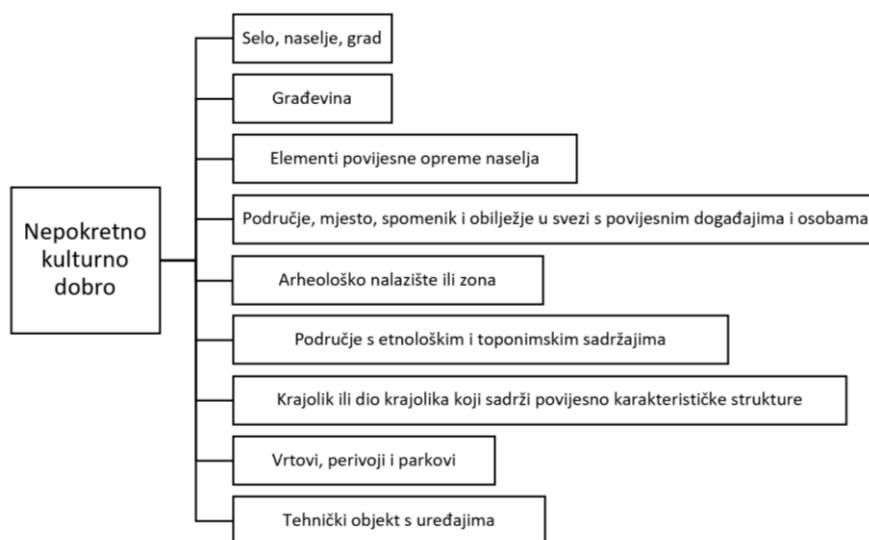 Nepokretno
kulturno
dobro
Selo, naselje, grad
Građevina
Elementi povijesne opreme naselja
Područje, mjesto, spomenik i obilježje u svezi s povijesnim događajima i osobama
Arheološko nalazište ili zona
Područje s etnološkim i toponimskim sadržajima
Krajolik ili dio krajolika koji sadrži povijesno karakterističke strukture
Vrtovi, perivoji i parkovi
Tehnički objekt s uređajima